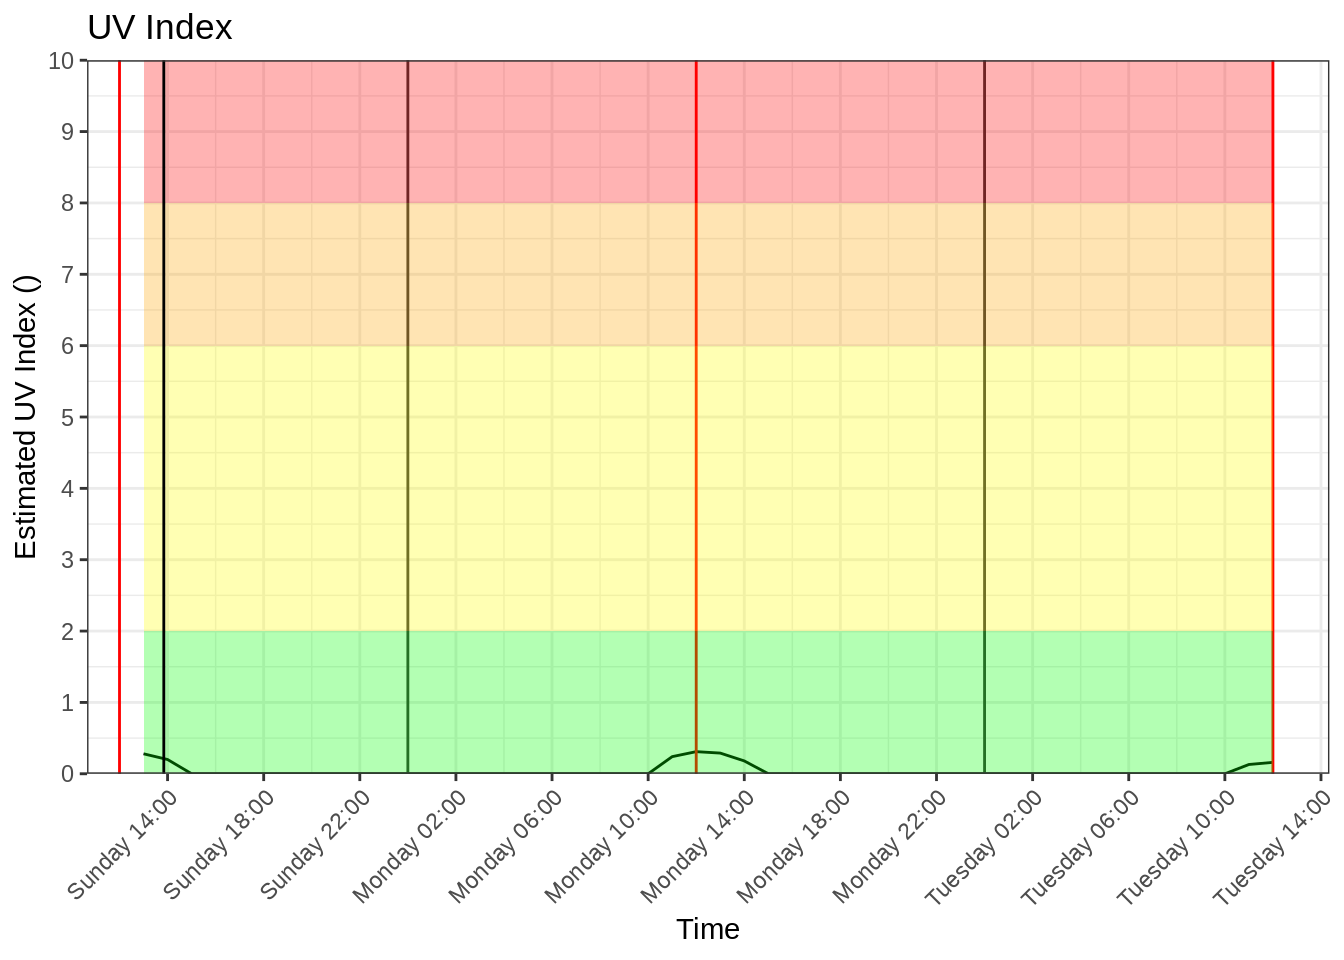 UV Index
Estimated UV Index ()
10
9
8
7
6
5
4
3
2
1
0
Sunday 14:00
Sunday 18:00
Sunday 22:00
Monday 02:00
Monday 06:00
Monday 10:00
Monday 14:00
Monday 18:00
Monday 22:00
Tuesday 02:00
Tuesday 06:00
Tuesday 10:00
Tuesday 14:00
Time